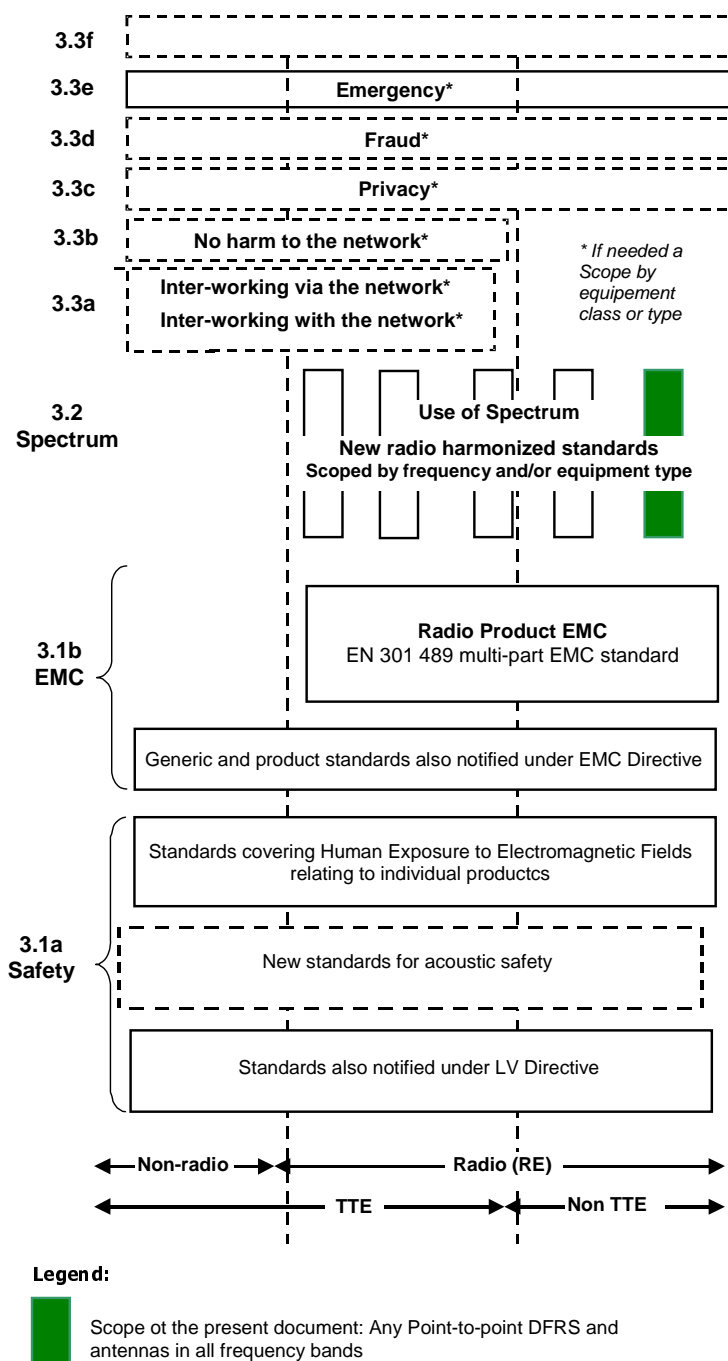 3.3f
3.3e
Emergency*
3.3d
Fraud*
3.3c
Privacy*
3.3b
No harm to the network*
3.3a
Inter-working via the network*
Inter-working with the network*
* If needed a
Scope by
equipement
class or type
3.2
Spectrum
Use of Spectrum
New radio harmonized standards
Scoped by frequency and/or equipment type
3.1b
EMC
Radio Product EMC
EN 301 489 multi-part EMC standard
Generic and product standards also notified under EMC Directive
3.1a
Safety
Standards covering Human Exposure to Electromagnetic Fields
relating to individual productcs
New standards for acoustic safety
Standards also notified under LV Directive
Non-radio
Radio (RE)
TTE
Non TTE
Legend:
Scope ot the present document: Any Point-to-point DFRS and
antennas in all frequency bands